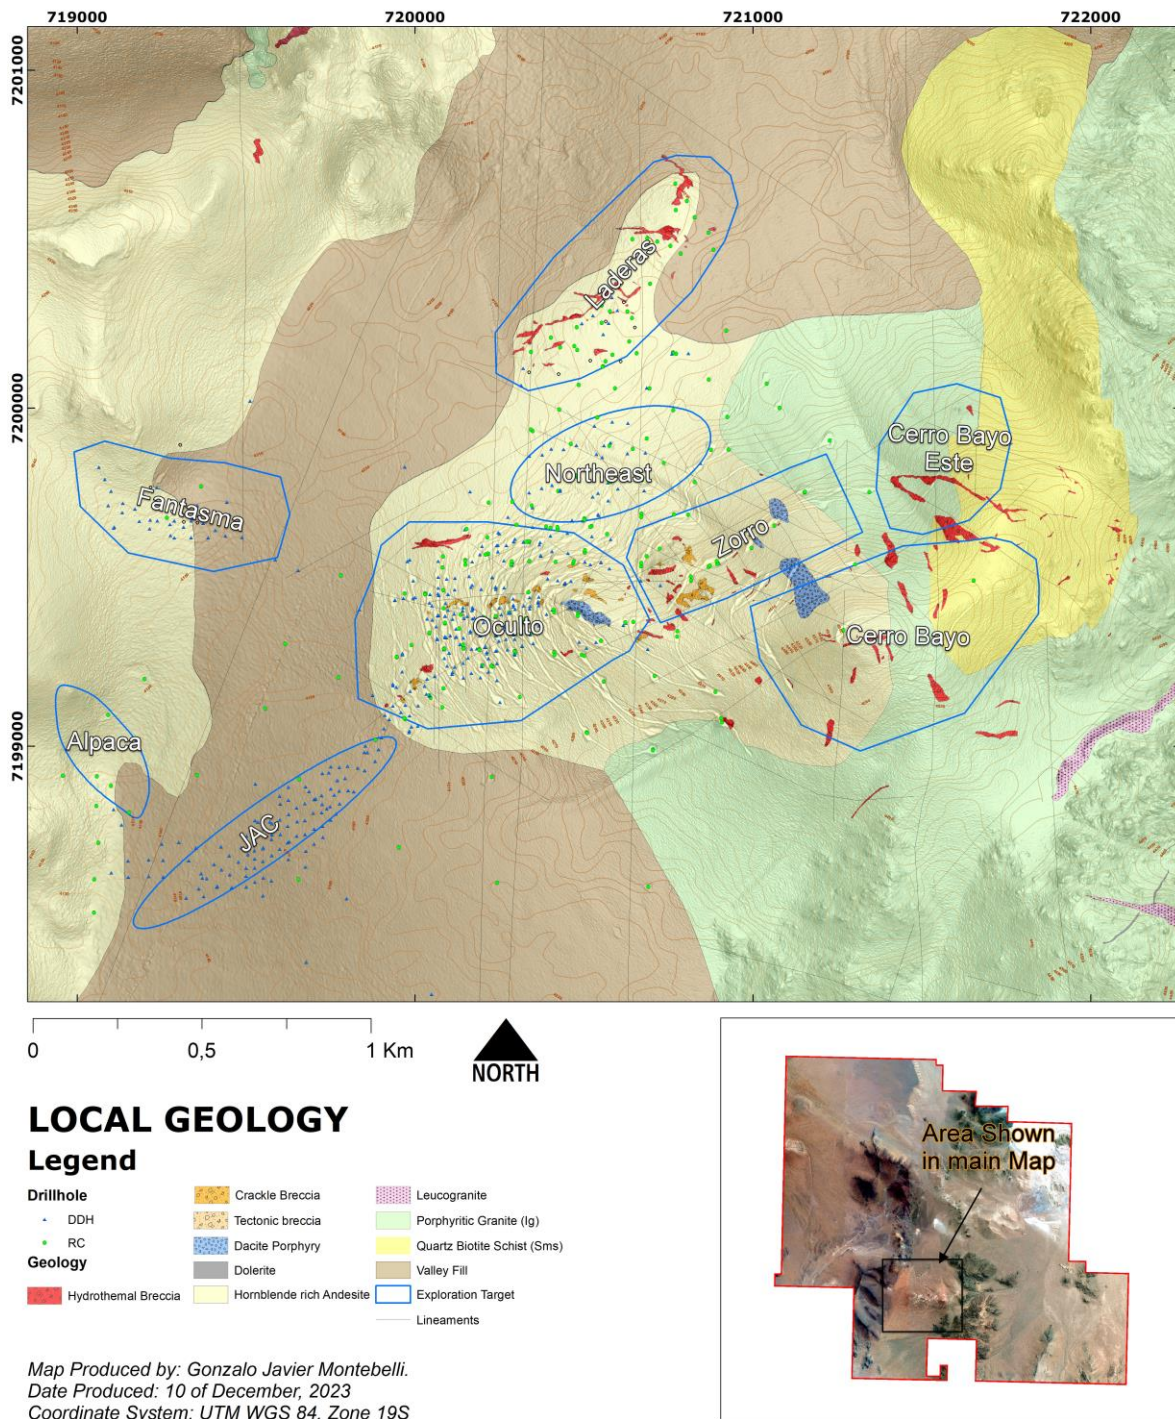 719000
720000
721000
722000
7201000
7200000
7199000
Laderas
Cerro Bayo
Este
Northeast
Fantasma
Zorro
Oculto
Cerro Bayo
Alpaca
JAC
0
0,5
1 Km
NORTH
LOCAL GEOLOGY
Legend
Drillhole
DDH
RC
Geology
Hydrothemal Breccia
Crackle Breccia
Tectonic breccia
Dacite Porphyry
Dolerite
Hornblende rich Andesite
Leucogranite
Porphyritic Granite (Ig)
Quartz Biotite Schist (Sms)
Valley Fill
Exploration Target
Lineaments
Area Shown
in main Map
Map Produced by: Gonzalo Javier Montebelli.
Date Produced: 10 of December, 2023
Coordinate System: UTM WGS 84, Zone 19S